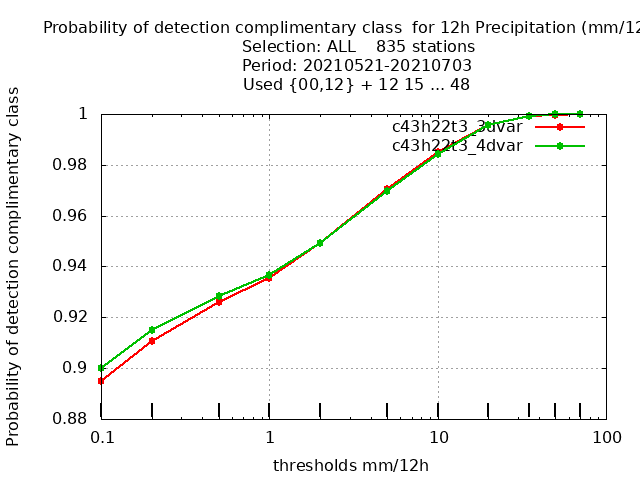 Probability of detection complimentary class  for 12h Precipitation (mm/12
Selection: ALL    835 stations
Period: 20210521-20210703
Used {00,12} + 12 15 ... 48
Probability of detection complimentary class
1
0.98
0.96
0.94
0.92
0.9
0.88
c43h22t3_3dvar
c43h22t3_4dvar
0.1
1
10
100
thresholds mm/12h